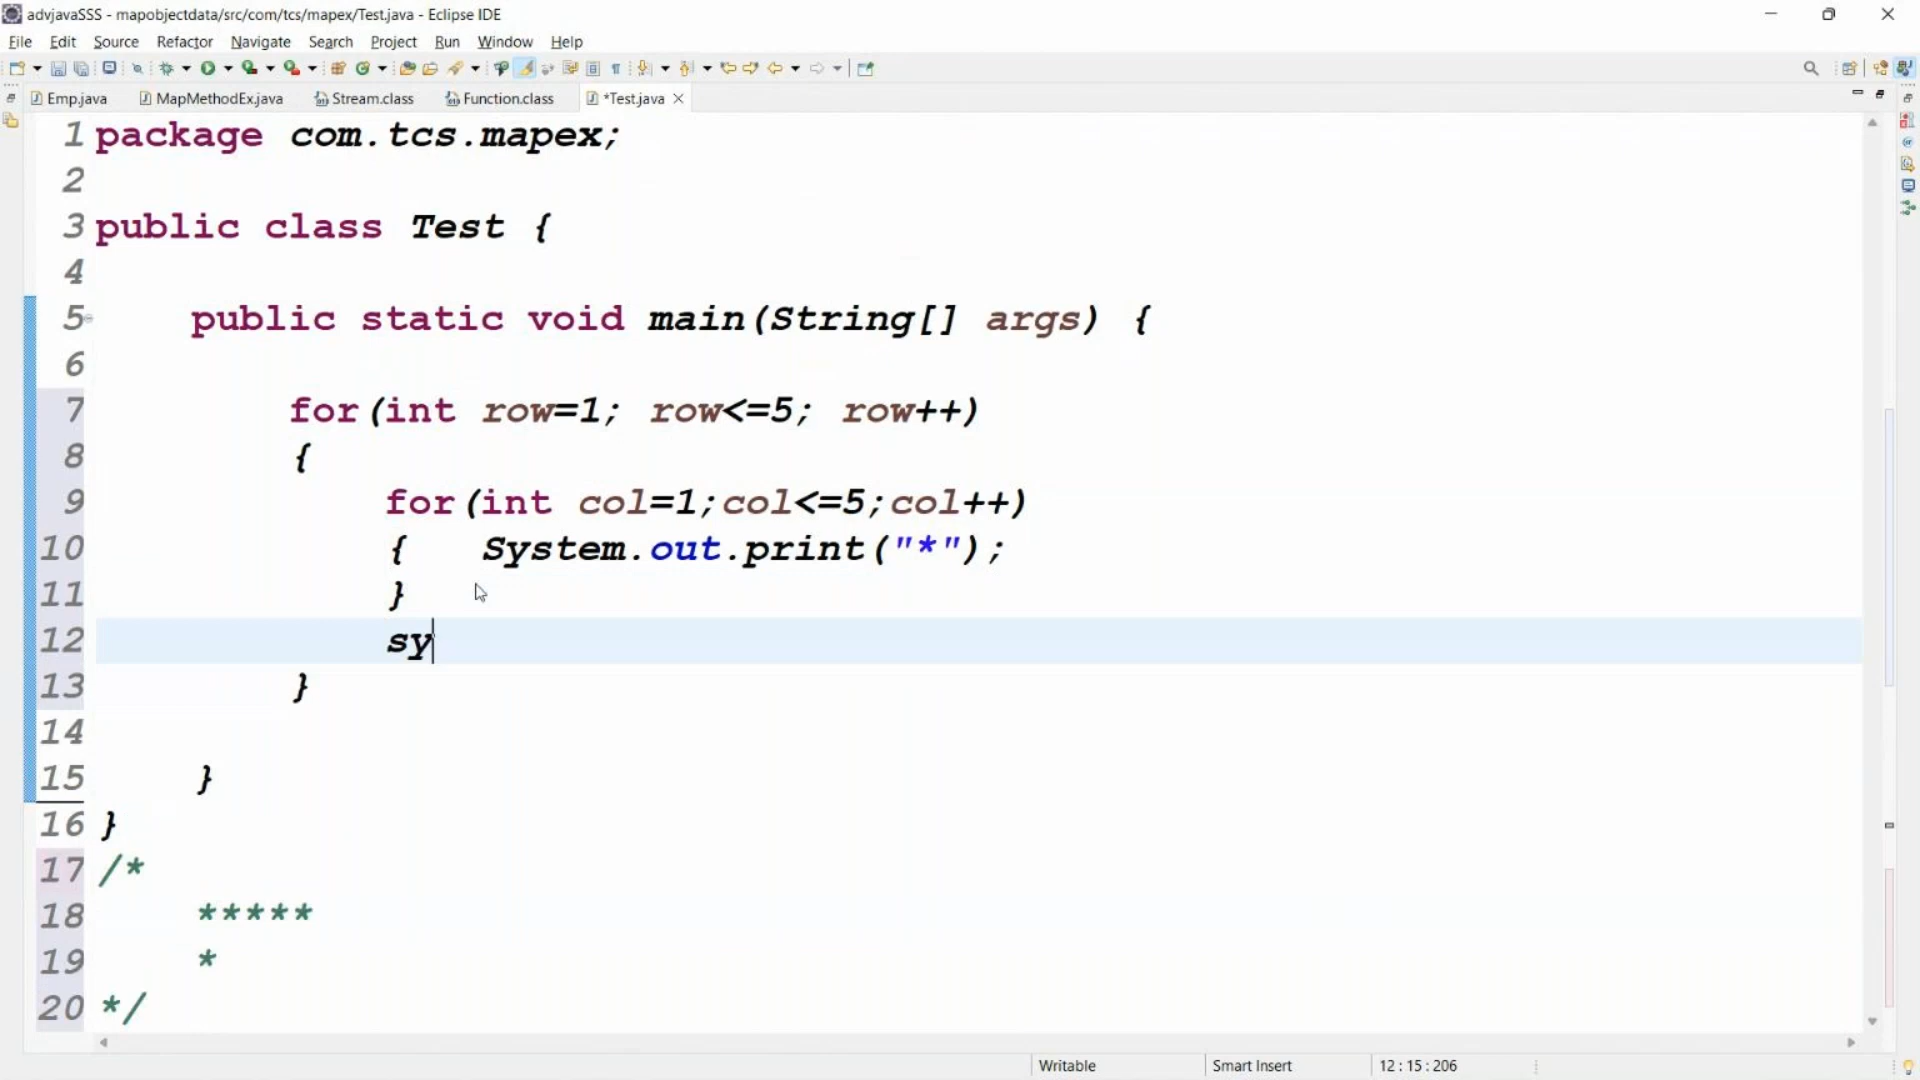 advjavaSSS - mapobjectdata/src/com/tcs/mapex/Test.java - Eclipse IDE
File Edit Source Refactor Navigate Search Project Run Window Help
Emp.java MapMethodEx.java Stream.class Function.class *Test.java
1 package com.tcs.mapex;
2
3 public class Test {
4
5 public static void main(String[] args) {
6
7 for(int row=1; row<=5; row++)
8 {
9 for(int col=1;col<=5;col++)
10 { System.out.print("*");
11 }
12 sy
13 }
14
15 }
16 }
17 /*
18 *****
19 *
20 */
Writable Smart Insert 12 : 15 : 206